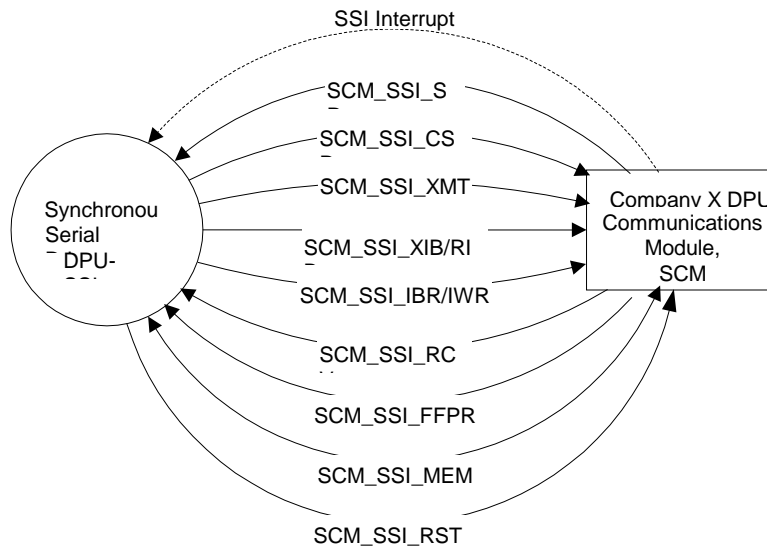 SSI Interrupt
SCM_SSI_S
SCM_SSI_CS
SCM_SSI_XMT
Synchronou
Serial
DPU-
Company X DPU
Communications
Module,
SCM
SCM_SSI_XIB/RI
SCM_SSI_IBR/IWR
SCM_SSI_RC
SCM_SSI_FFPR
SCM_SSI_MEM
SCM_SSI_RST